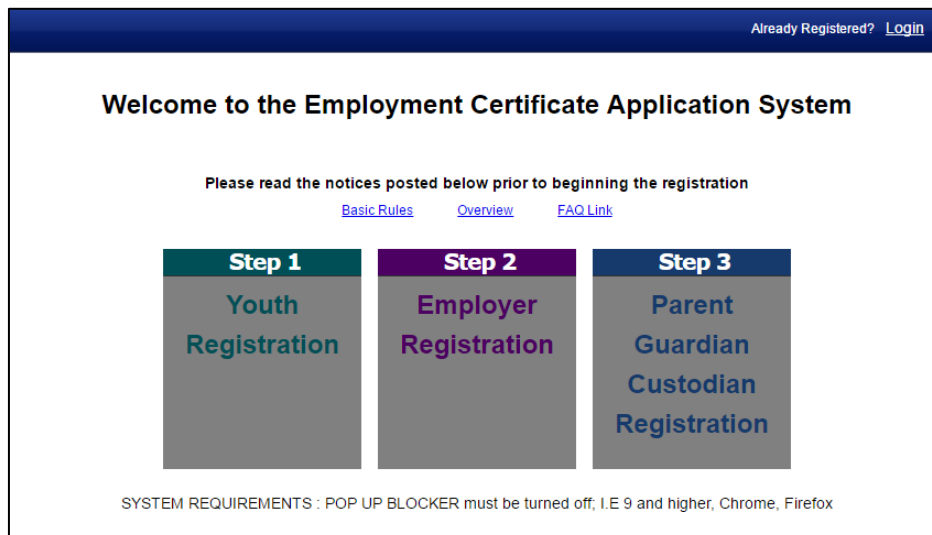 Already Registered? Login
Welcome to the Employment Certificate Application System
Please read the notices posted below prior to beginning the registration
Basic Rules Overview FAQ Link
Step 1
Youth
Registration
Step 2
Employer
Registration
Step 3
Parent
Guardian
Custodian
Registration
SYSTEM REQUIREMENTS : POP UP BLOCKER must be turned off; I.E 9 and higher, Chrome, Firefox